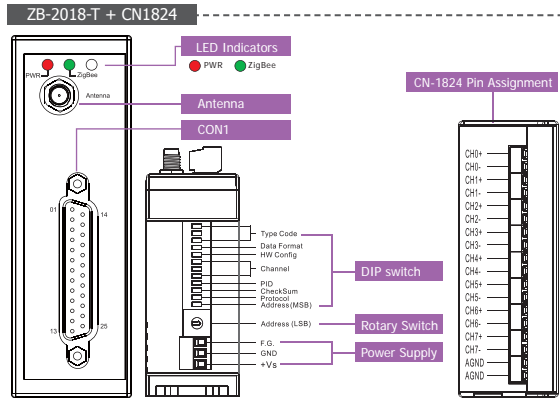 ZB-2018-T + CN1824
LED Indicators
PWR ZigBee
PWR
ZigBee
Antenna
Antenna
CON1
01
14
13
25
Type Code
Data Format
HW Config
Channel
PID
CheckSum
Protocol
Address(MSB)
DIP switch
Address (LSB)
Rotary Switch
F.G.
GND
+Vs
Power Supply
CN-1824 Pin Assignment
CH0+
CH0-
CH1+
CH1-
CH2+
CH2-
CH3+
CH3-
CH4+
CH4-
CH5+
CH5-
CH6+
CH6-
CH7+
CH7-
AGND
AGND